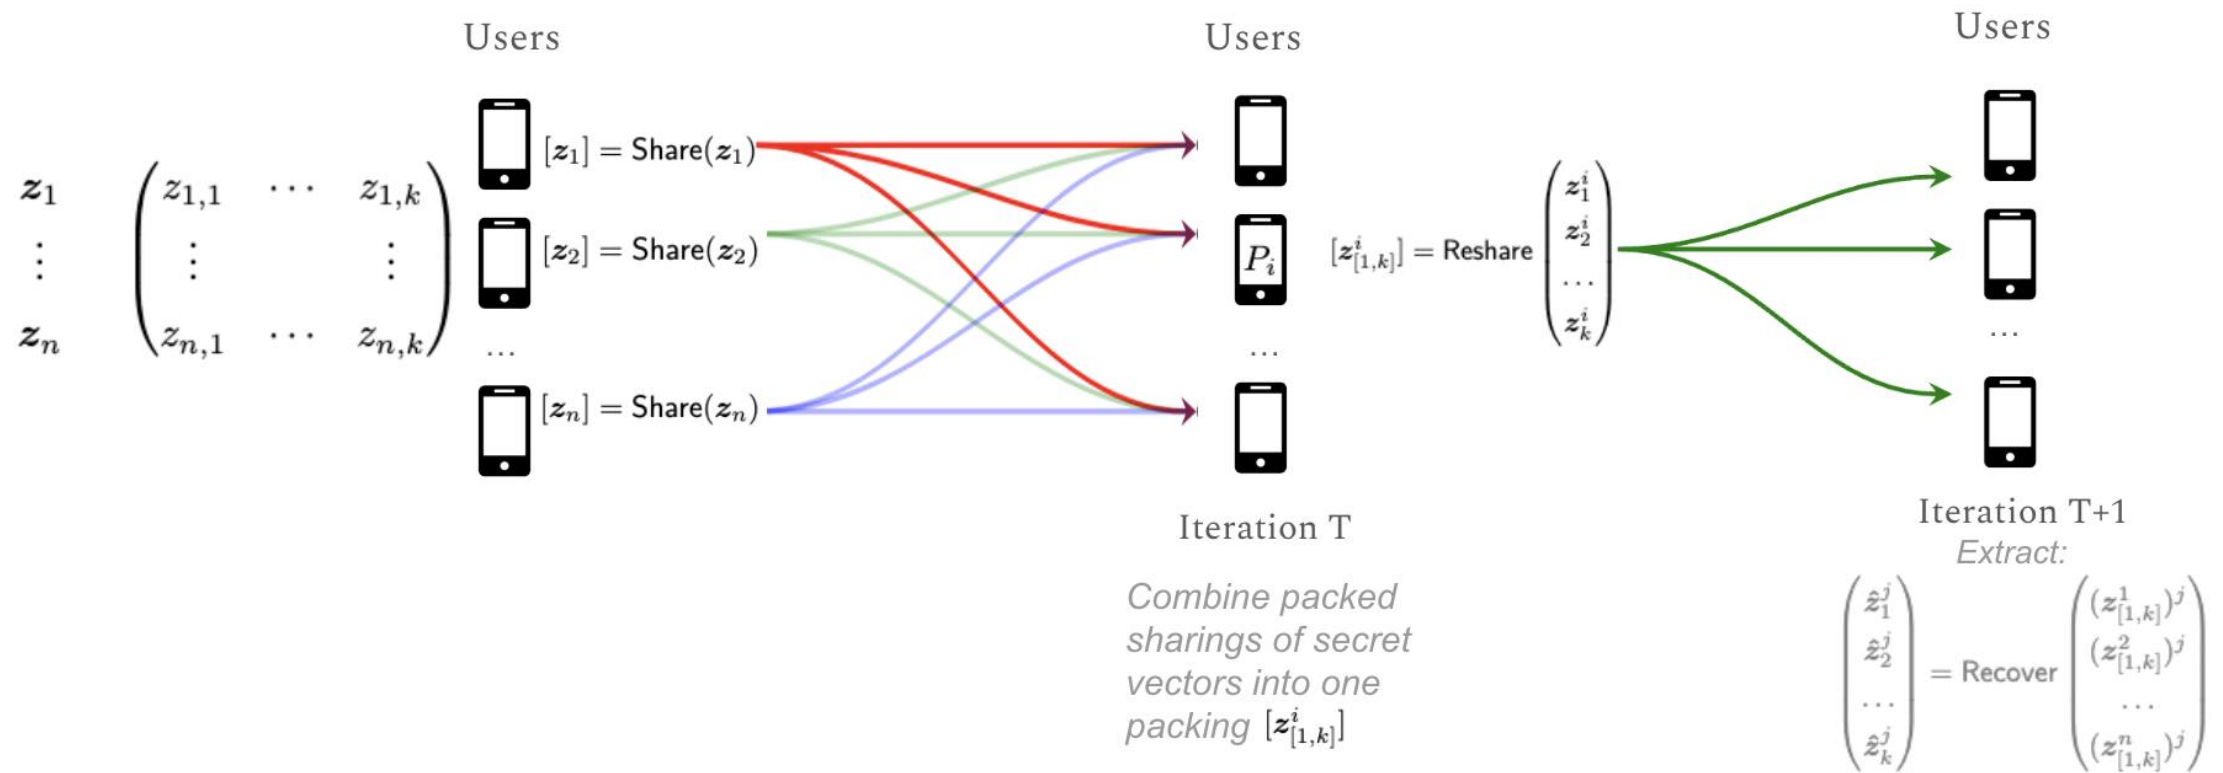 Users
Users
Users
z₁
⋮
zₙ
( z₁,₁ ⋯ z₁,ₖ
⋮ ⋮
zₙ,₁ ⋯ zₙ,ₖ )
[z₁] = Share(z₁)
[z₂] = Share(z₂)
...
[zₙ] = Share(zₙ)
Pᵢ
...
[z^i_{[1,k]}] = Reshare ( z^i_1
z^i_2
...
z^i_k )
...
Iteration T
Combine packed
sharings of secret
vectors into one
packing [z^i_{[1,k]}]
Iteration T+1
Extract:
( ẑ^j_1
ẑ^j_2
...
ẑ^j_k )
= Recover
( (z^1_{[1,k]})^j
(z^2_{[1,k]})^j
...
(z^n_{[1,k]})^j )